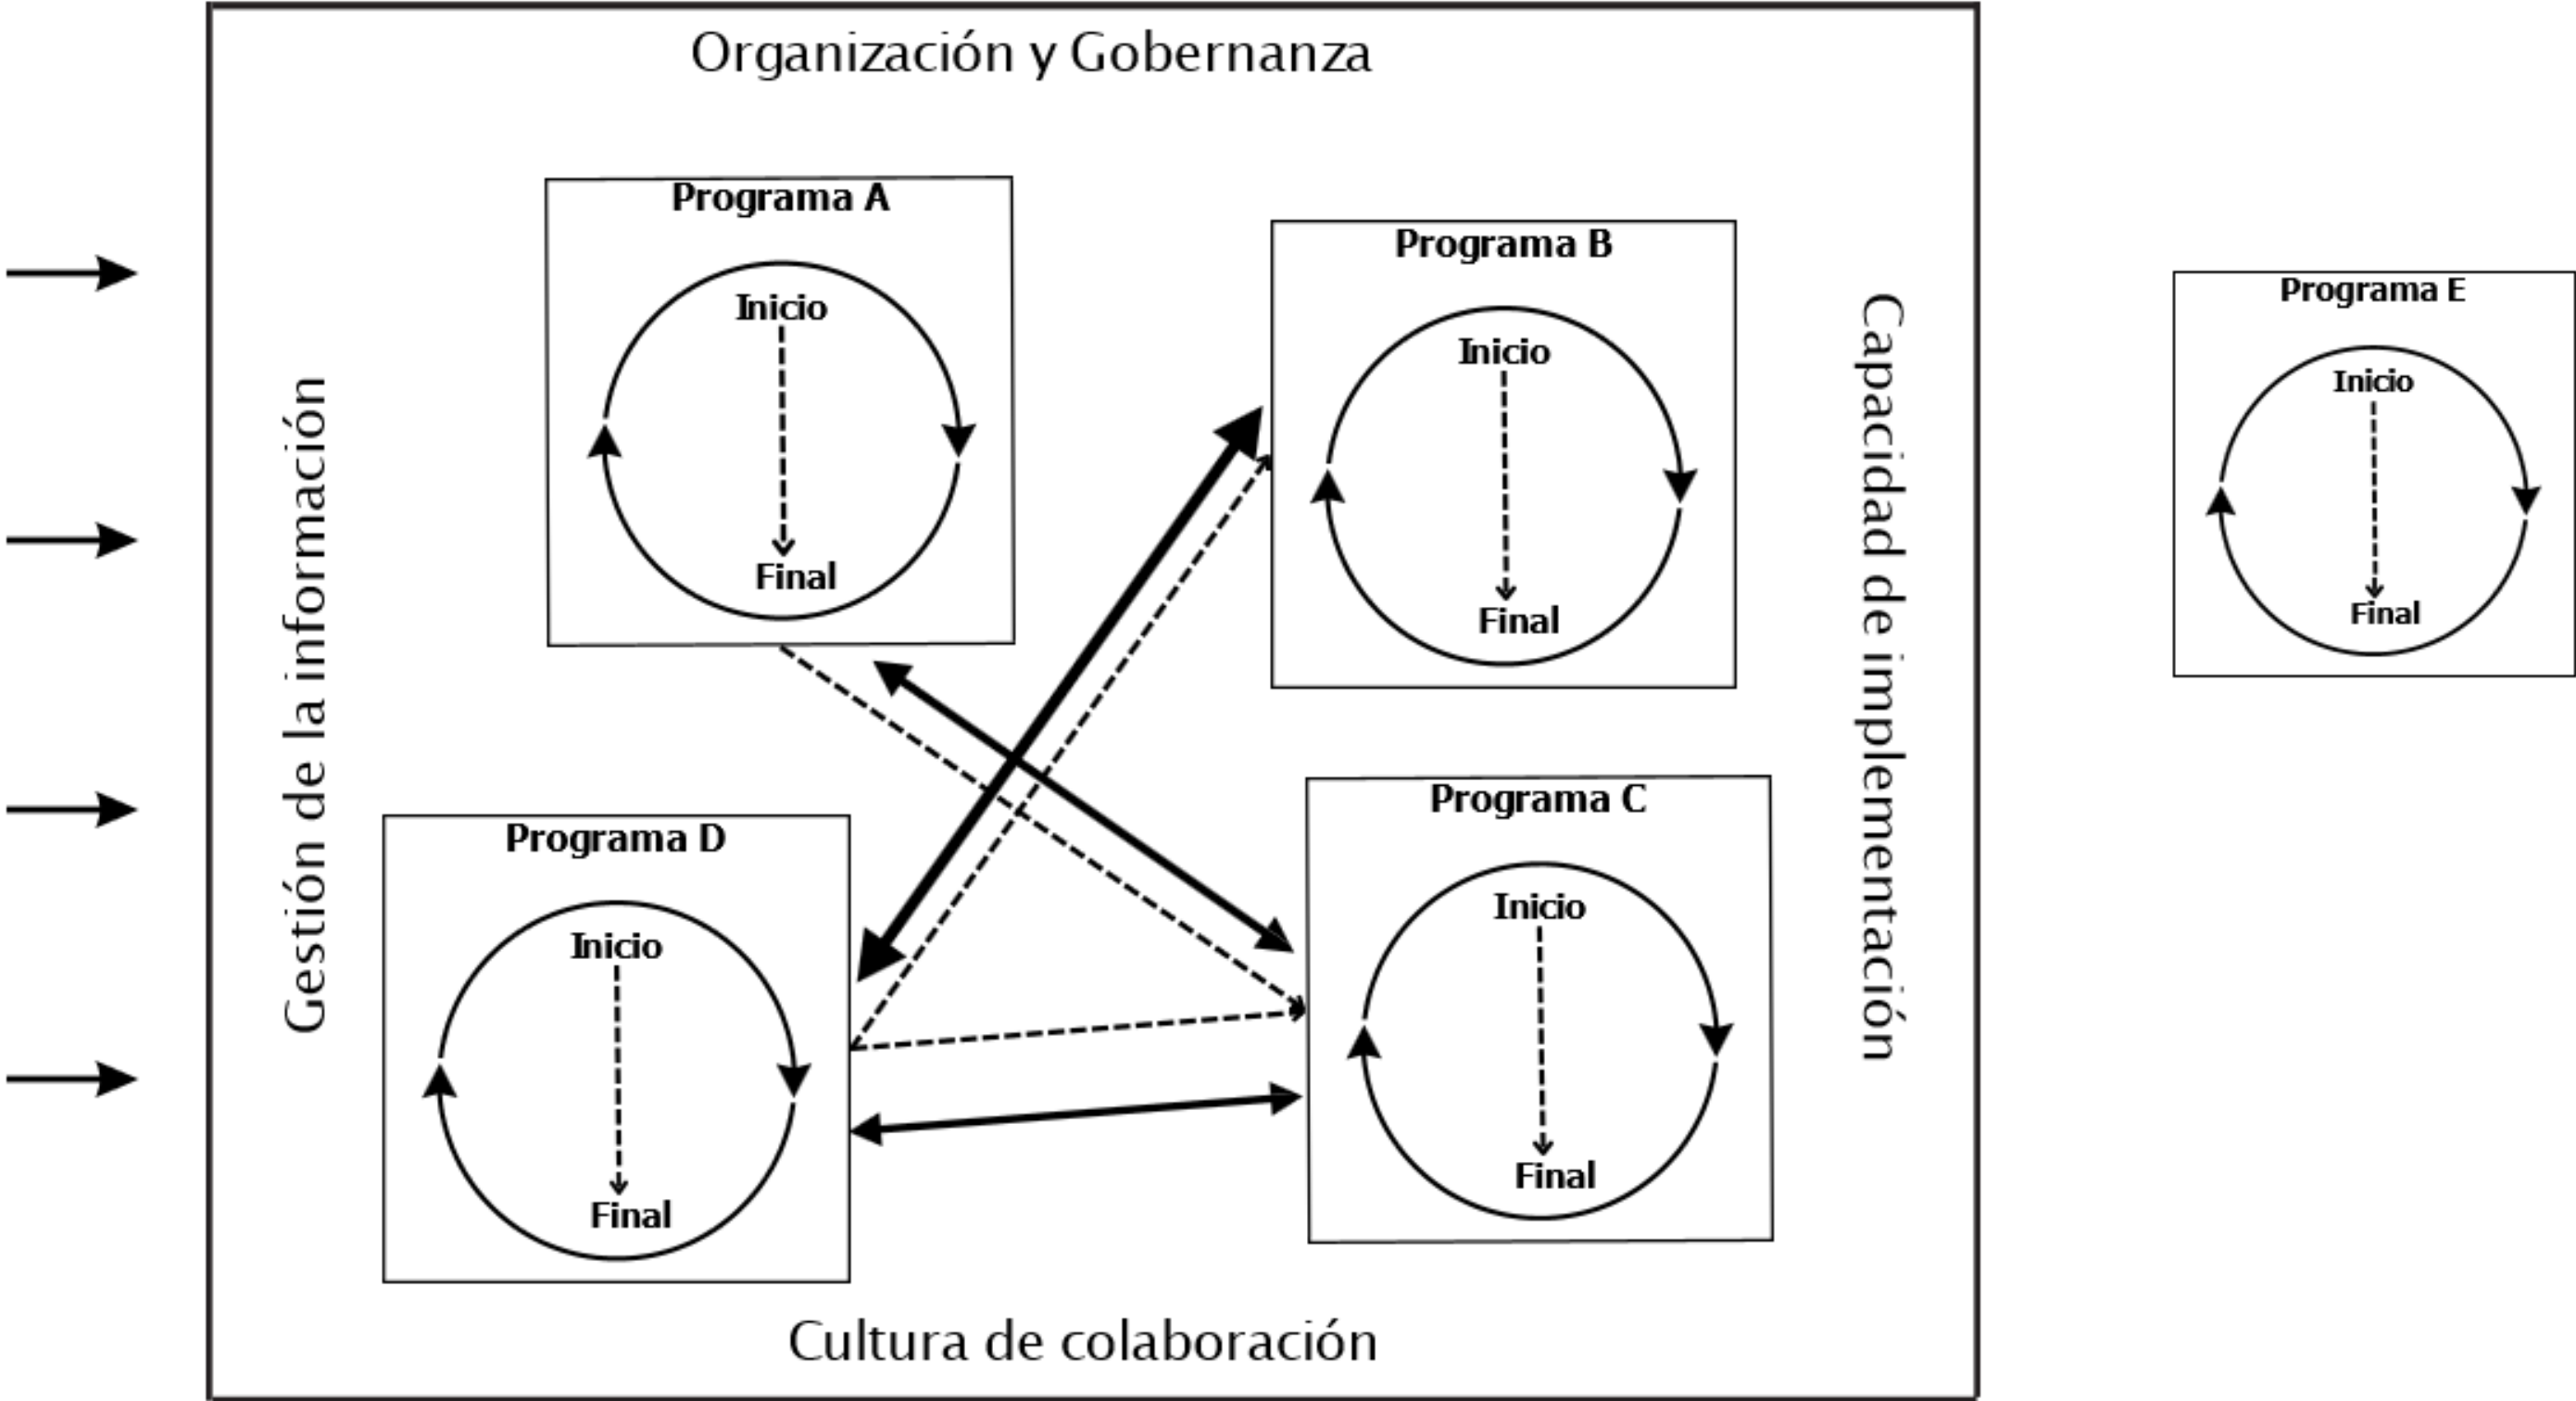 Organización y Gobernanza
Gestión de la información
Programa A
Inicio
Final
Programa B
Inicio
Final
Capacidad de implementación
Programa E
Inicio
Final
Programa D
Inicio
Final
Programa C
Inicio
Final
Cultura de colaboración